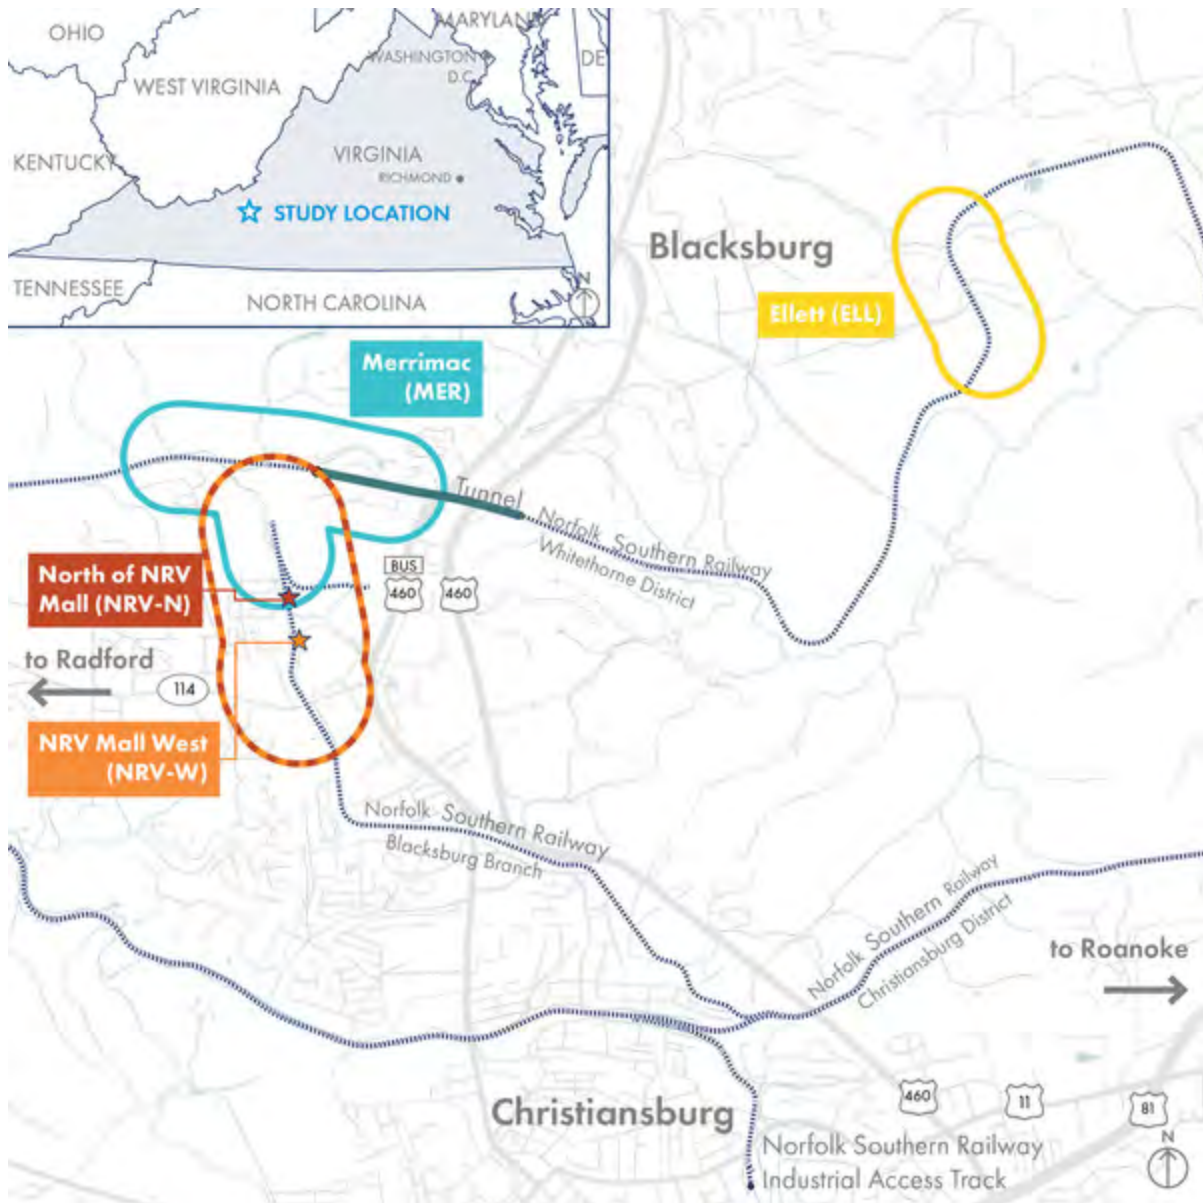 OHIO
MARYLAND
WASHINGTON
D.C.
DE
WEST VIRGINIA
KENTUCKY
VIRGINIA
RICHMOND
STUDY LOCATION
TENNESSEE
NORTH CAROLINA
N
Blacksburg
Ellett (ELL)
Merrimac
(MER)
Tunnel
Norfolk Southern Railway
Whitethorne District
BUS
460
460
North of NRV
Mall (NRV-N)
to Radford
114
NRV Mall West
(NRV-W)
Norfolk Southern Railway
Blacksburg Branch
Norfolk Southern Railway
Christiansburg District
to Roanoke
Christiansburg
460
11
81
Norfolk Southern Railway
Industrial Access Track
N